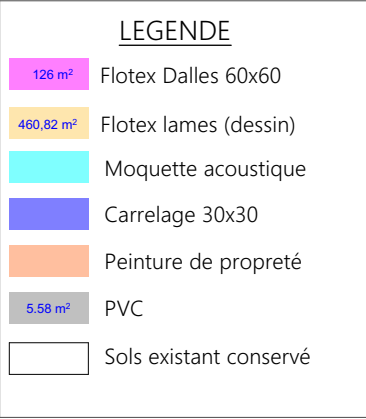 LEGENDE
126 m² Flotex Dalles 60x60
460,82 m² Flotex lames (dessin)
Moquette acoustique
Carrelage 30x30
Peinture de propreté
5.58 m² PVC
Sols existant conservé